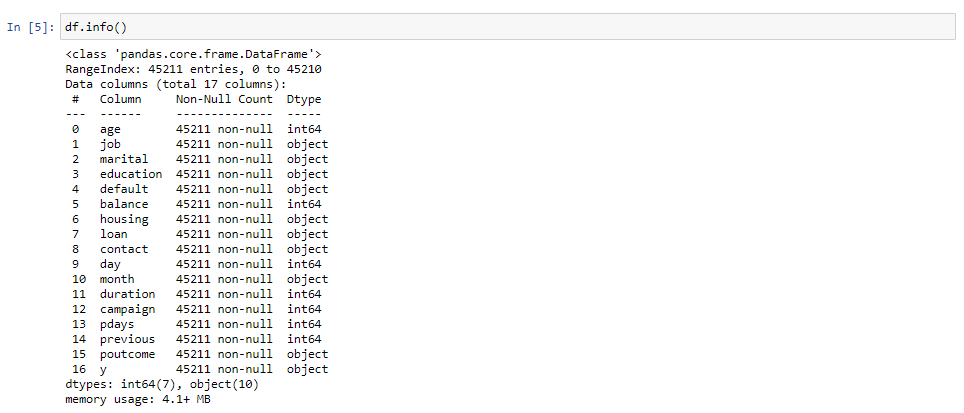 In [5]: df.info()
<class 'pandas.core.frame.DataFrame'>
RangeIndex: 45211 entries, 0 to 45210
Data columns (total 17 columns):
 #   Column     Non-Null Count  Dtype
---  ------     --------------  -----
 0   age        45211 non-null  int64
 1   job        45211 non-null  object
 2   marital    45211 non-null  object
 3   education  45211 non-null  object
 4   default    45211 non-null  object
 5   balance    45211 non-null  int64
 6   housing    45211 non-null  object
 7   loan       45211 non-null  object
 8   contact    45211 non-null  object
 9   day        45211 non-null  int64
 10  month      45211 non-null  object
 11  duration   45211 non-null  int64
 12  campaign   45211 non-null  int64
 13  pdays      45211 non-null  int64
 14  previous   45211 non-null  int64
 15  poutcome   45211 non-null  object
 16  y          45211 non-null  object
dtypes: int64(7), object(10)
memory usage: 4.1+ MB